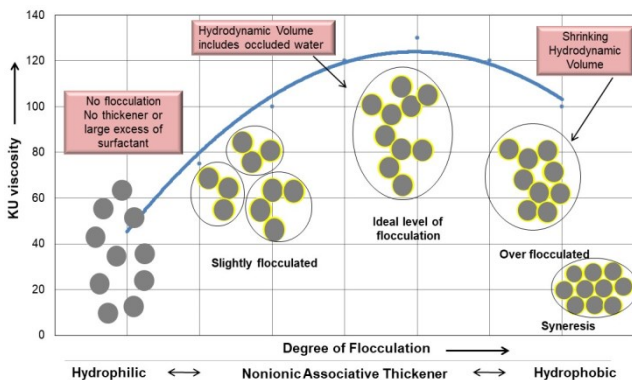 140
120
100
80
60
40
20
0
KU viscosity
No flocculation
No thickener or
large excess of
surfactant
Hydrodynamic Volume
includes occluded water
Shrinking
Hydrodynamic
Volume
Slightly flocculated
Ideal level of
flocculation
Over flocculated
Syneresis
Degree of Flocculation
Hydrophilic
Nonionic Associative Thickener
Hydrophobic